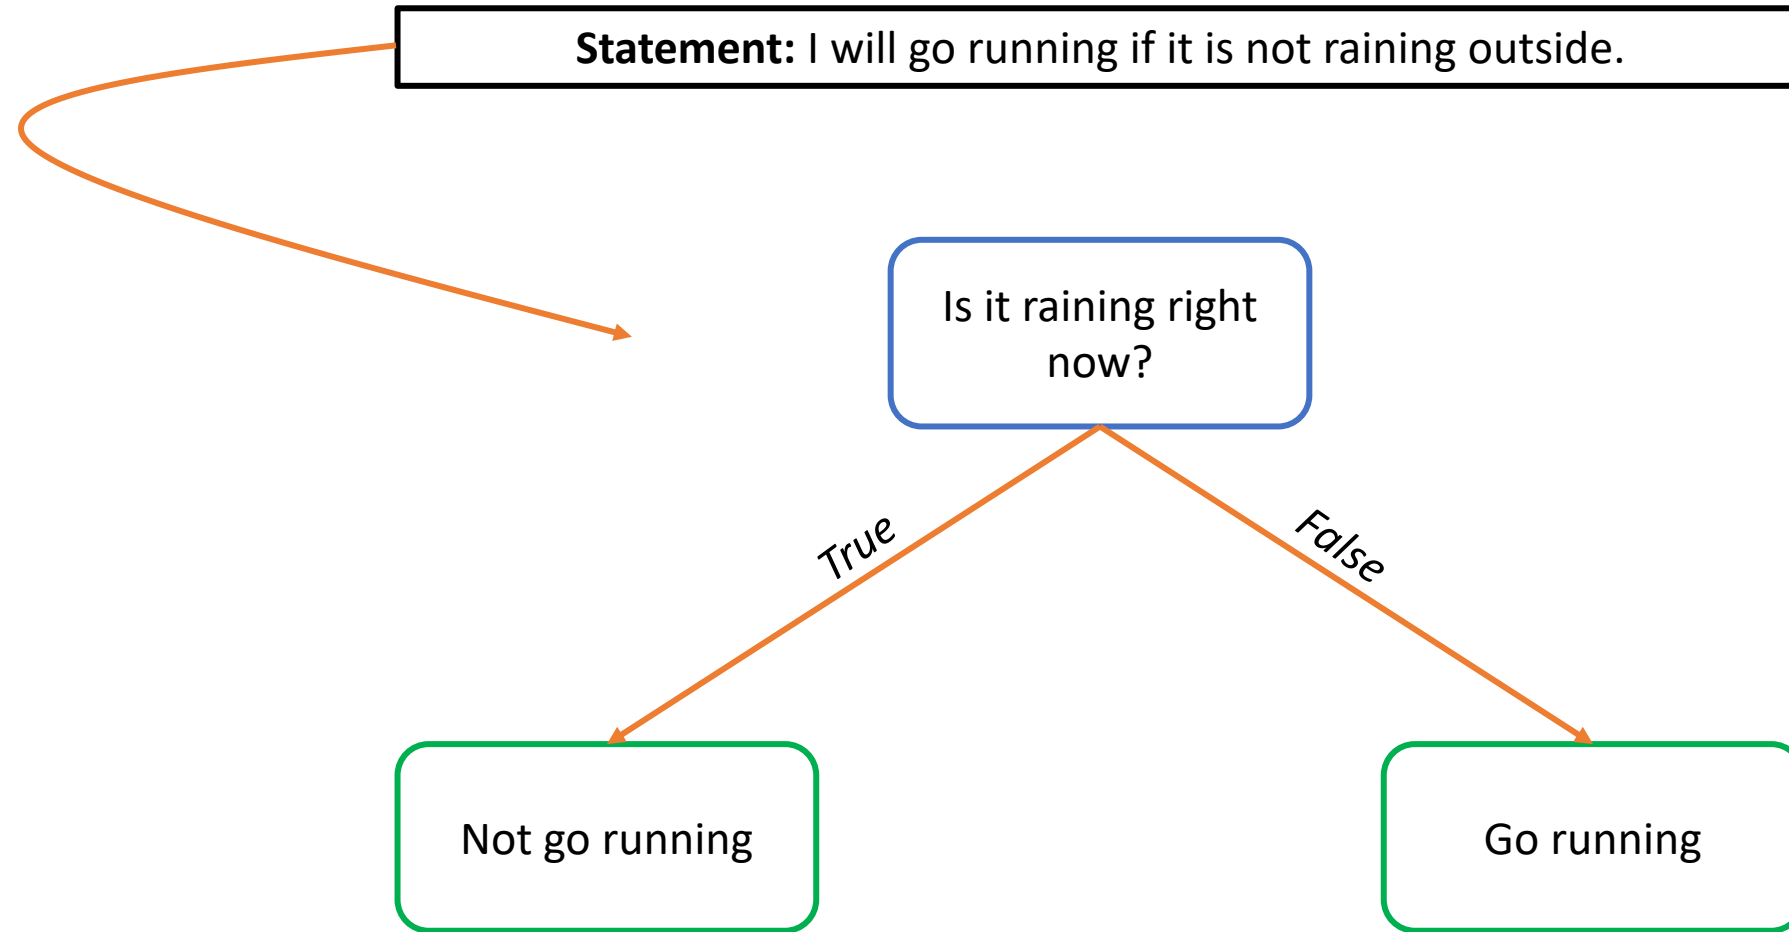 Statement: I will go running if it is not raining outside.
Is it raining right
now?
True
False
Not go running
Go running